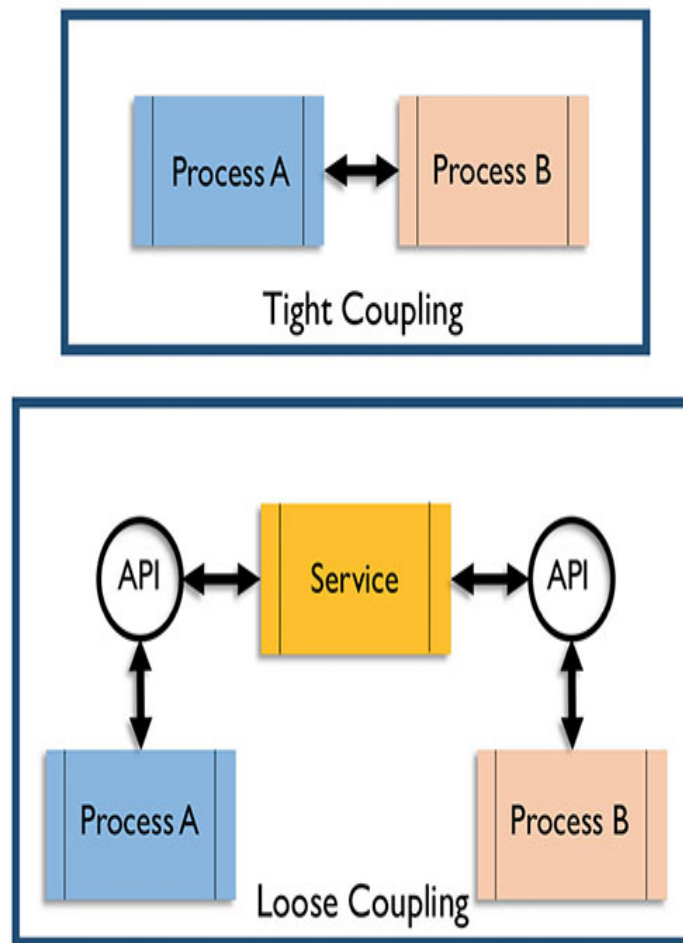 Process A
Process B
Tight Coupling
API
Service
API
Process A
Process B
Loose Coupling